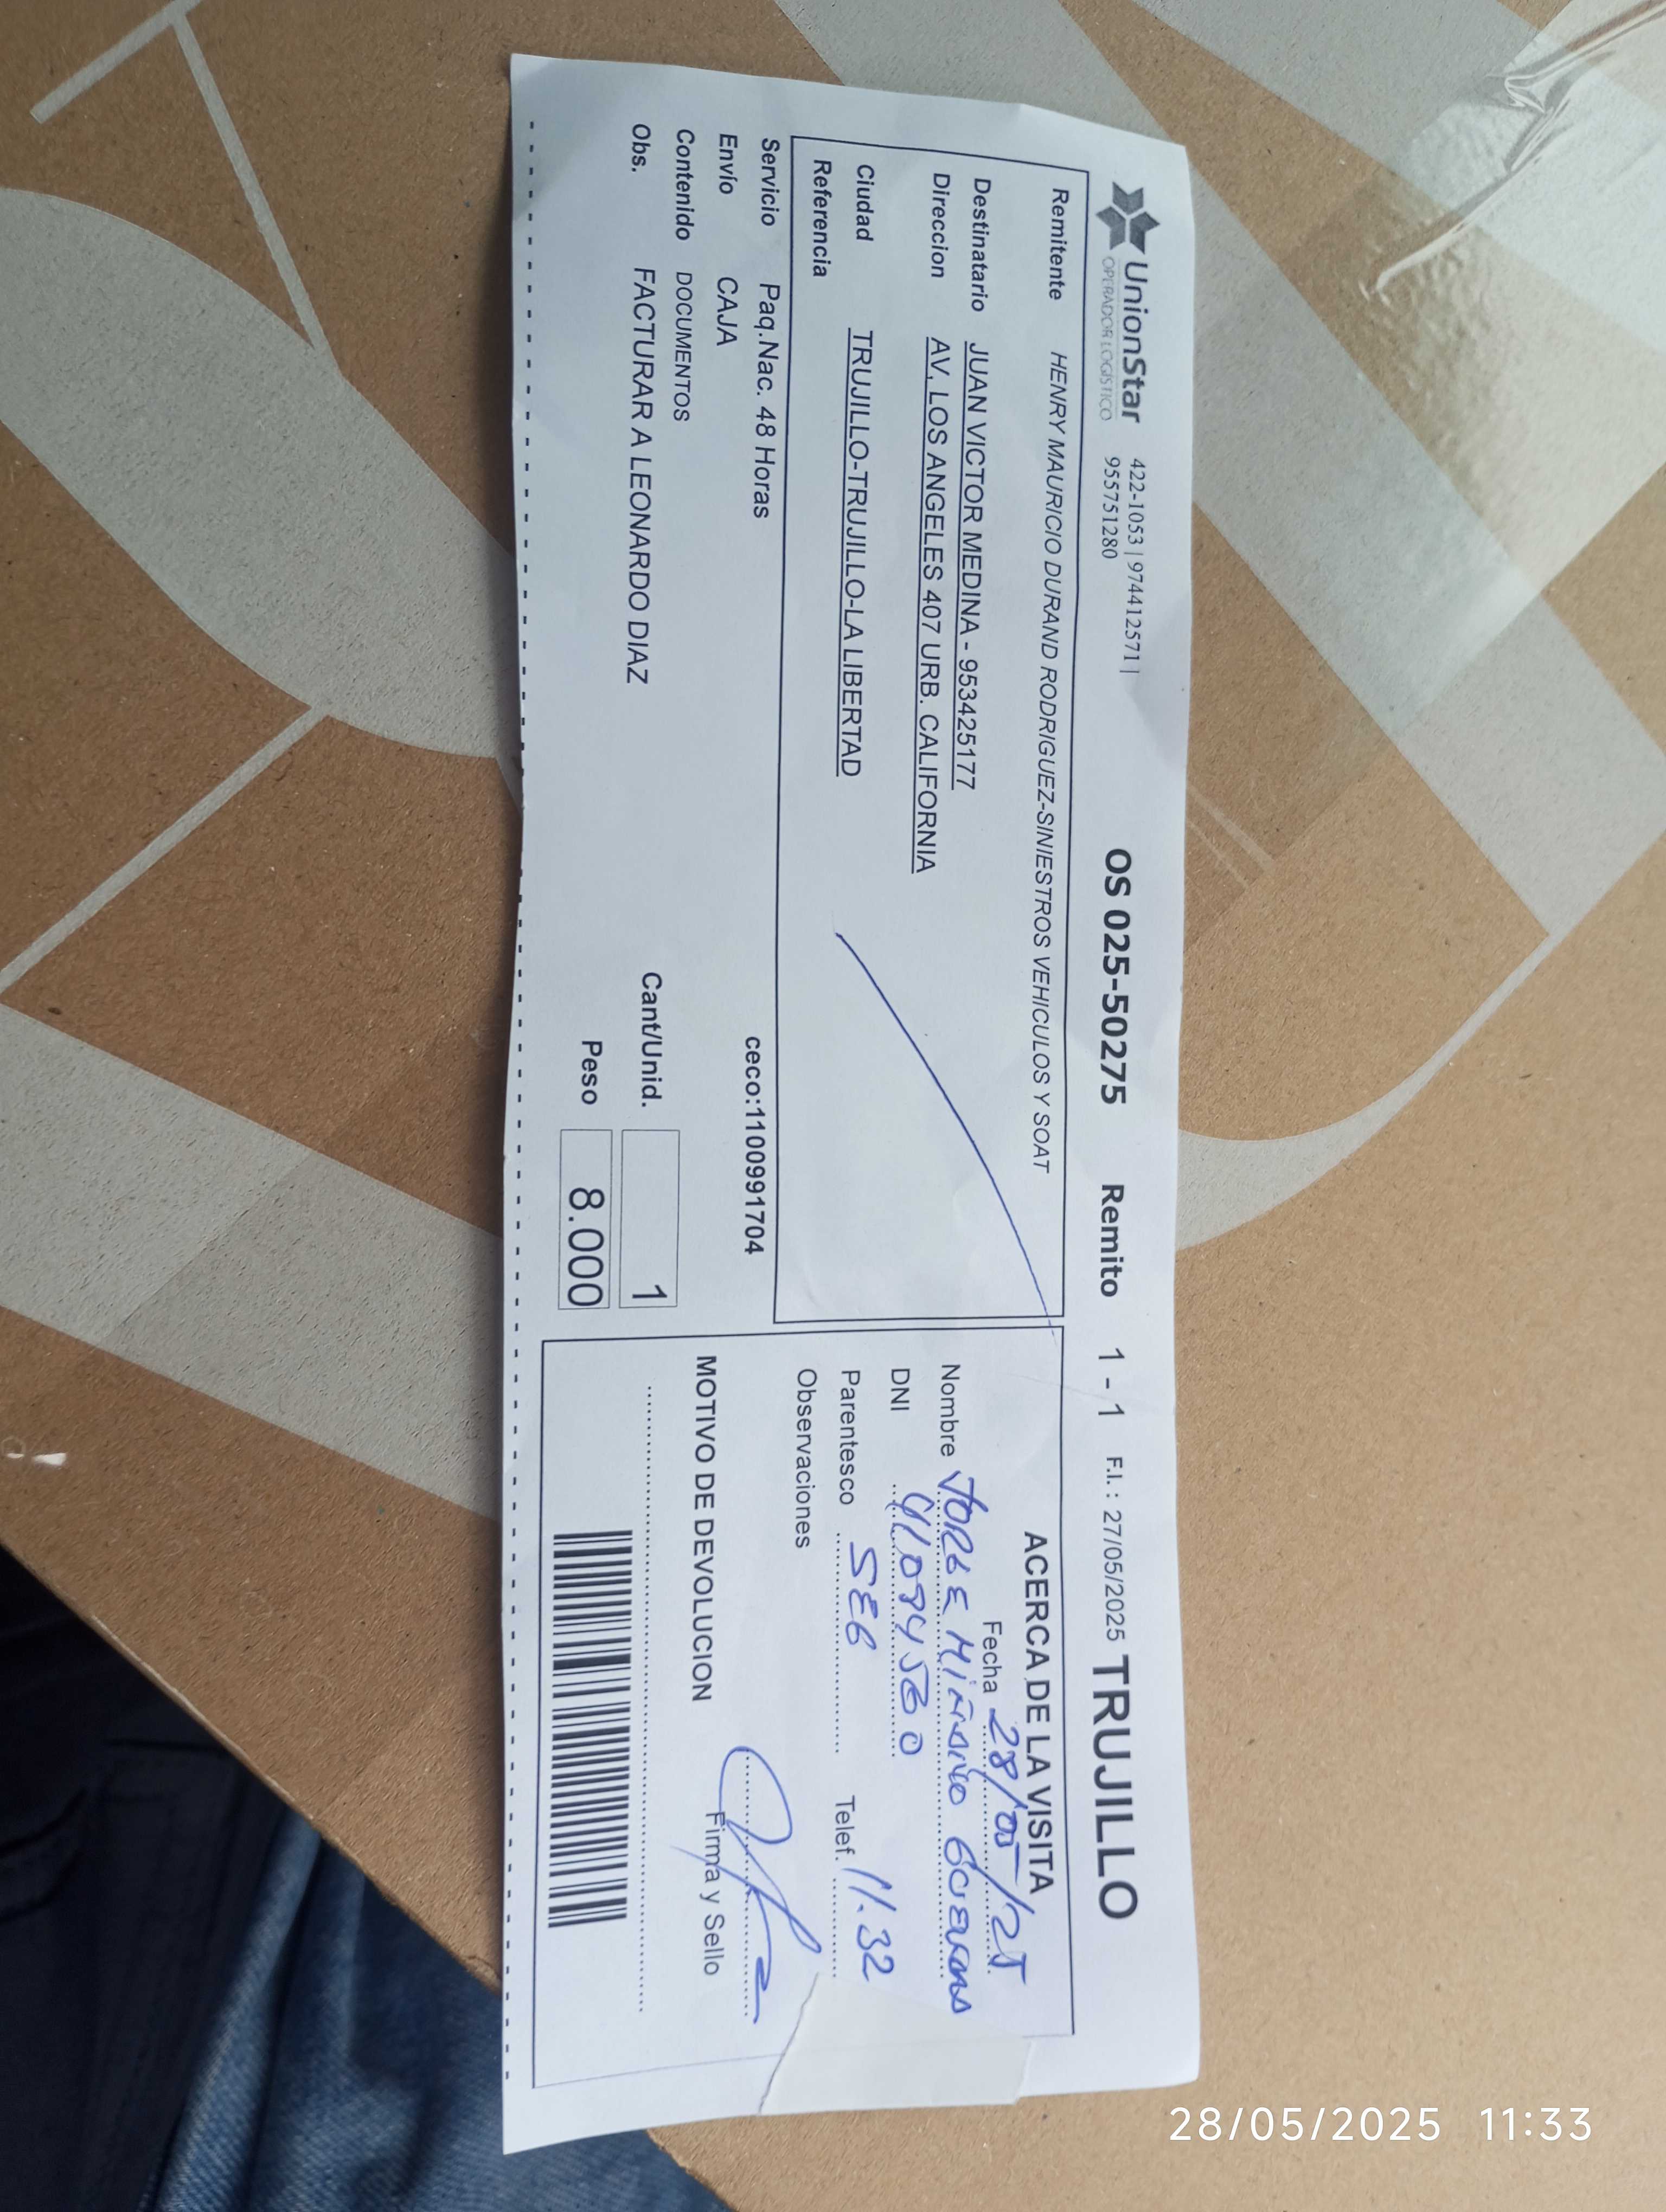 UnionStar 422-1053 | 974412571 |
OPERADOR LOGÍSTICO 955751280
OS 025-50275 Remito 1 - 1 F.I. : 27/05/2025 TRUJILLO
Remitente HENRY MAURICIO DURAND RODRIGUEZ-SINIESTROS VEHICULOS Y SOAT
Destinatario JUAN VICTOR MEDINA - 953425177
Direccion AV. LOS ANGELES 407 URB. CALIFORNIA
Ciudad TRUJILLO-TRUJILLO-LA LIBERTAD
Referencia
Servicio Paq.Nac. 48 Horas ceco:1100991704
Envío CAJA
Contenido DOCUMENTOS
Obs. FACTURAR A LEONARDO DIAZ
Cant/Unid. 1
Peso 8.000
ACERCA DE LA VISITA
Fecha 28/05/25
Nombre JORGE
DNI
Parentesco SEG Telef. 11.32
Observaciones
Firma y Sello
MOTIVO DE DEVOLUCION
28/05/2025 11:33